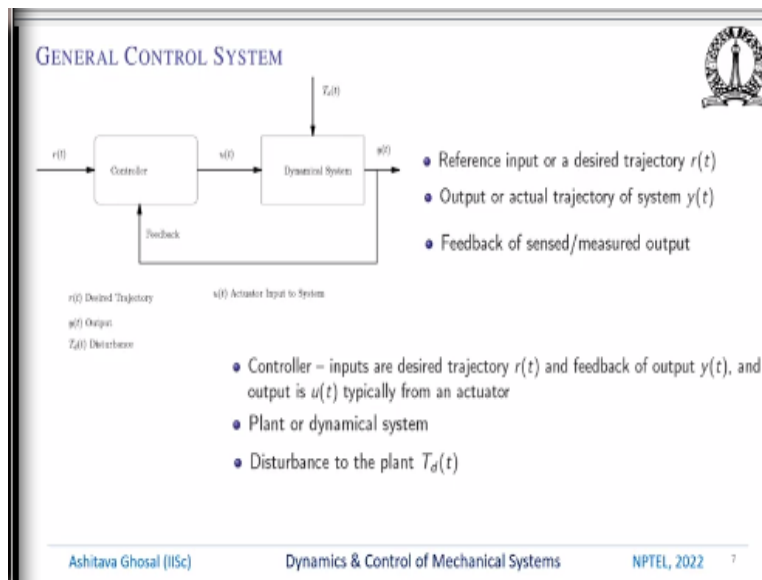 GENERAL CONTROL SYSTEM
T_d(t)
r(t)
u(t)
y(t)
Controller
Dynamical System
Feedback
r(t) Desired Trajectory
u(t) Actuator Input to System
y(t) Output
T_d(t) Disturbance
Reference input or a desired trajectory r(t)
Output or actual trajectory of system y(t)
Feedback of sensed/measured output
Controller – inputs are desired trajectory r(t) and feedback of output y(t), and
output is u(t) typically from an actuator
Plant or dynamical system
Disturbance to the plant T_d(t)
Ashitava Ghosal (IISc)
Dynamics & Control of Mechanical Systems
NPTEL, 2022
7